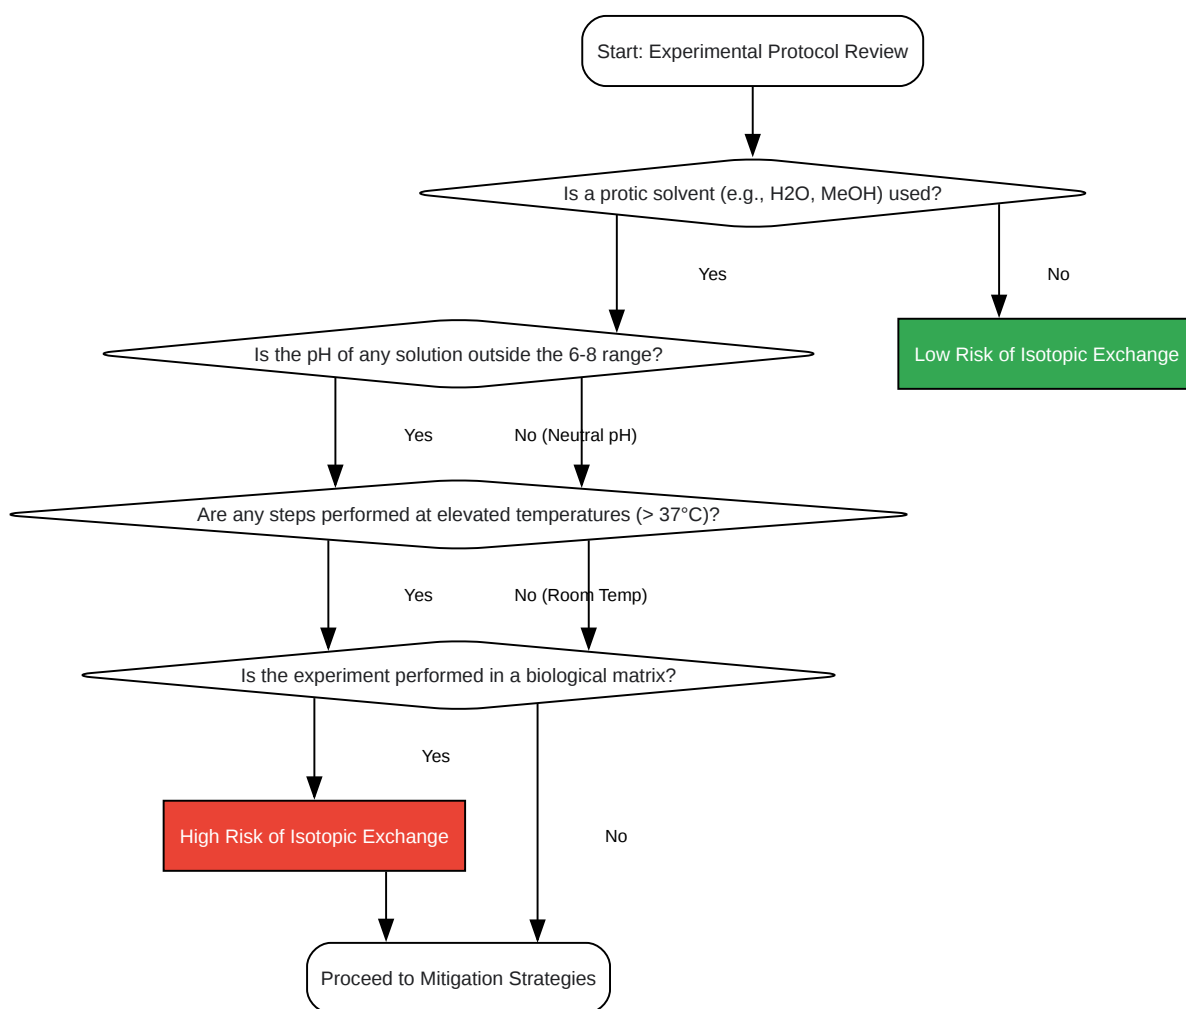 Start: Experimental Protocol Review
Is a protic solvent (e.g., H2O, MeOH) used?
Yes
No
Is the pH of any solution outside the 6-8 range?
Low Risk of Isotopic Exchange
Yes
No (Neutral pH)
Are any steps performed at elevated temperatures (> 37°C)?
Yes
No (Room Temp)
Is the experiment performed in a biological matrix?
Yes
High Risk of Isotopic Exchange
No
Proceed to Mitigation Strategies